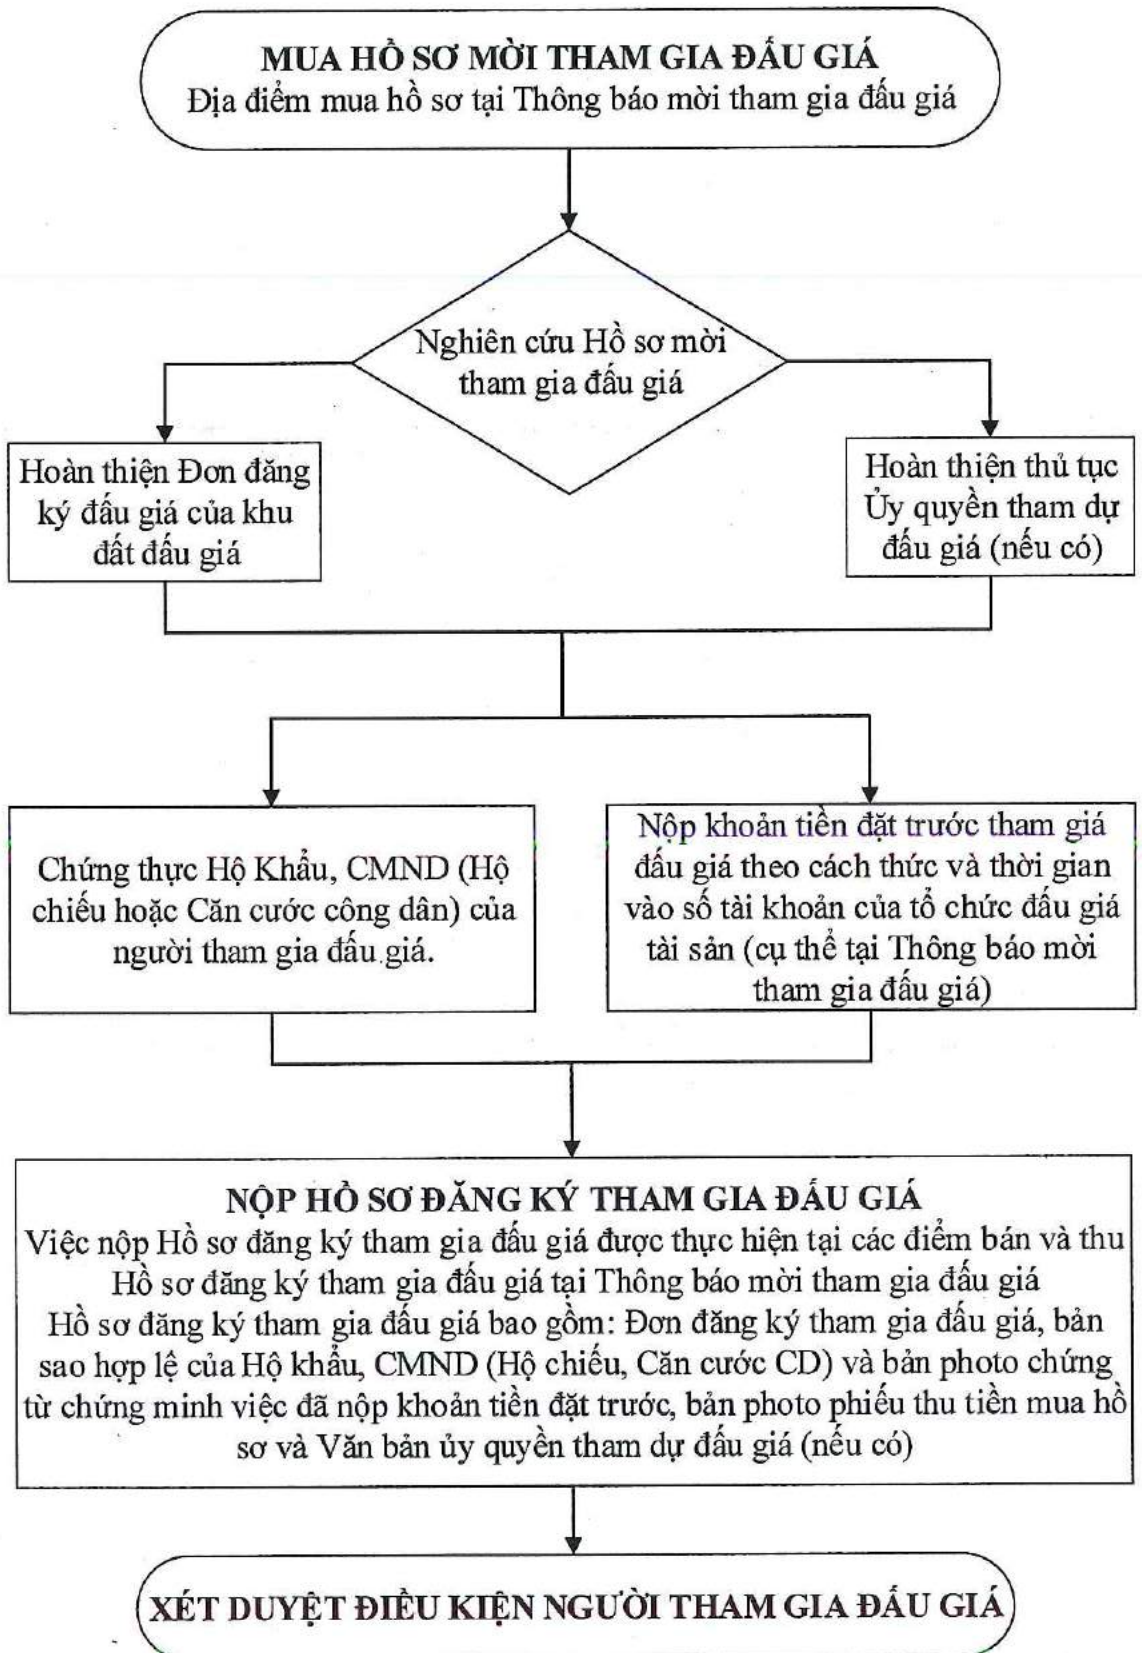 MUA HỒ SƠ MỜI THAM GIA ĐẤU GIÁ
Địa điểm mua hồ sơ tại Thông báo mời tham gia đấu giá
Nghiên cứu Hồ sơ mời
tham gia đấu giá
Hoàn thiện Đơn đăng
ký đấu giá của khu
đất đấu giá
Hoàn thiện thủ tục
Ủy quyền tham dự
đấu giá (nếu có)
Chứng thực Hộ Khẩu, CMND (Hộ
chiếu hoặc Căn cước công dân) của
người tham gia đấu giá.
Nộp khoản tiền đặt trước tham giá
đấu giá theo cách thức và thời gian
vào số tài khoản của tổ chức đấu giá
tài sản (cụ thể tại Thông báo mời
tham gia đấu giá)
NỘP HỒ SƠ ĐĂNG KÝ THAM GIA ĐẤU GIÁ
Việc nộp Hồ sơ đăng ký tham gia đấu giá được thực hiện tại các điểm bán và thu
Hồ sơ đăng ký tham gia đấu giá tại Thông báo mời tham gia đấu giá
Hồ sơ đăng ký tham gia đấu giá bao gồm: Đơn đăng ký tham gia đấu giá, bản
sao hợp lệ của Hộ khẩu, CMND (Hộ chiếu, Căn cước CD) và bản photo chứng
từ chứng minh việc đã nộp khoản tiền đặt trước, bản photo phiếu thu tiền mua hồ
sơ và Văn bản ủy quyền tham dự đấu giá (nếu có)
XÉT DUYỆT ĐIỀU KIỆN NGƯỜI THAM GIA ĐẤU GIÁ